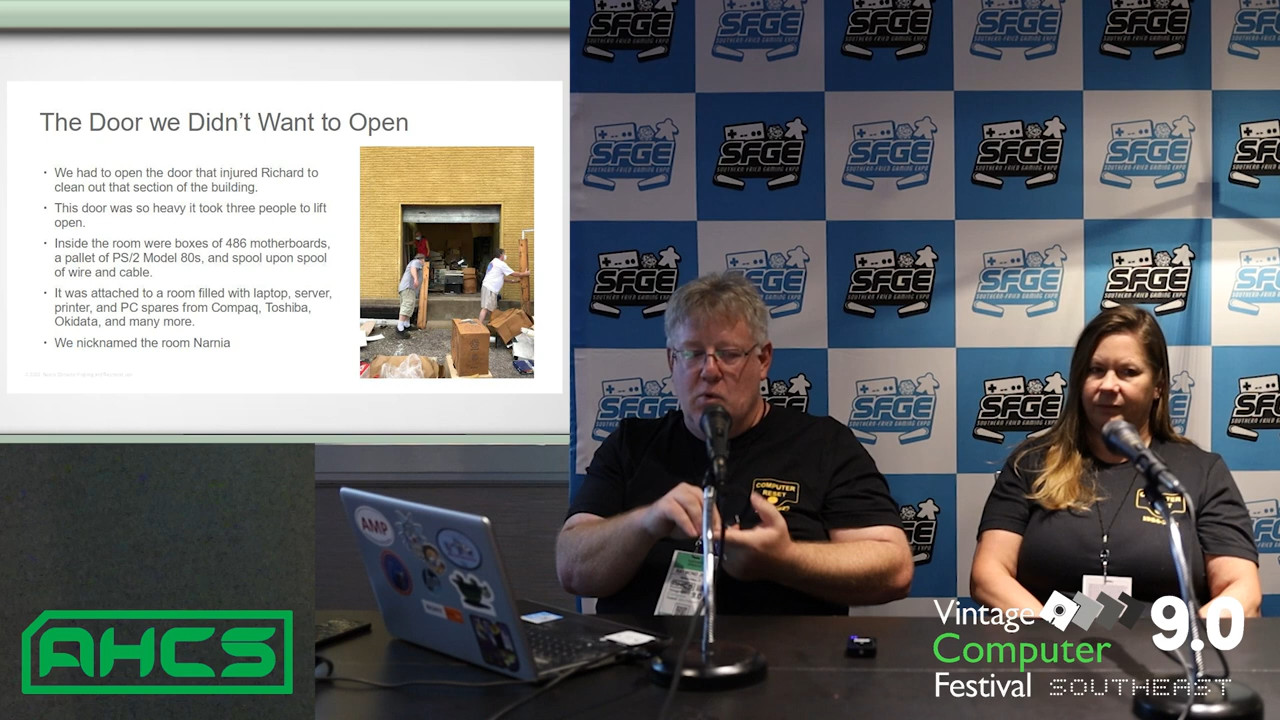 The Door we Didn't Want to Open
• We had to open the door that injured Richard to
clean out that section of the building.
• This door was so heavy it took three people to lift
open.
• Inside the room were boxes of 486 motherboards,
a pallet of PS/2 Model 80s, and spool upon spool
of wire and cable.
• It was attached to a room filled with laptop, server,
printer, and PC spares from Compaq, Toshiba,
Okidata, and many more.
• We nicknamed the room Narnia
SFGE
SOUTHERN FRIED GAMING EXPO
COMPUTER
RESET
COMPUTER
AMP
AHCS
Vintage
Computer
Festival
9.0
SOUTHEAST